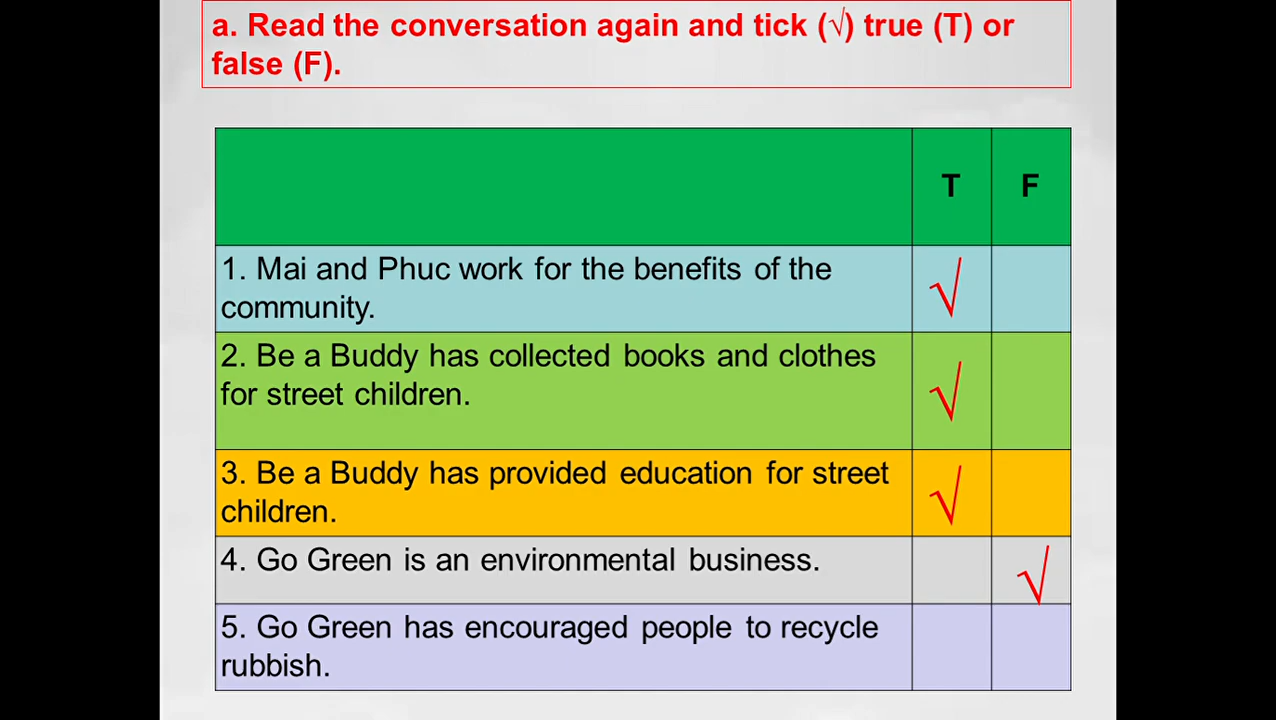 a. Read the conversation again and tick (√) true (T) or
false (F).
T F
1. Mai and Phuc work for the benefits of the
community.
√
2. Be a Buddy has collected books and clothes
for street children.
√
3. Be a Buddy has provided education for street
children.
√
4. Go Green is an environmental business.
√
5. Go Green has encouraged people to recycle
rubbish.